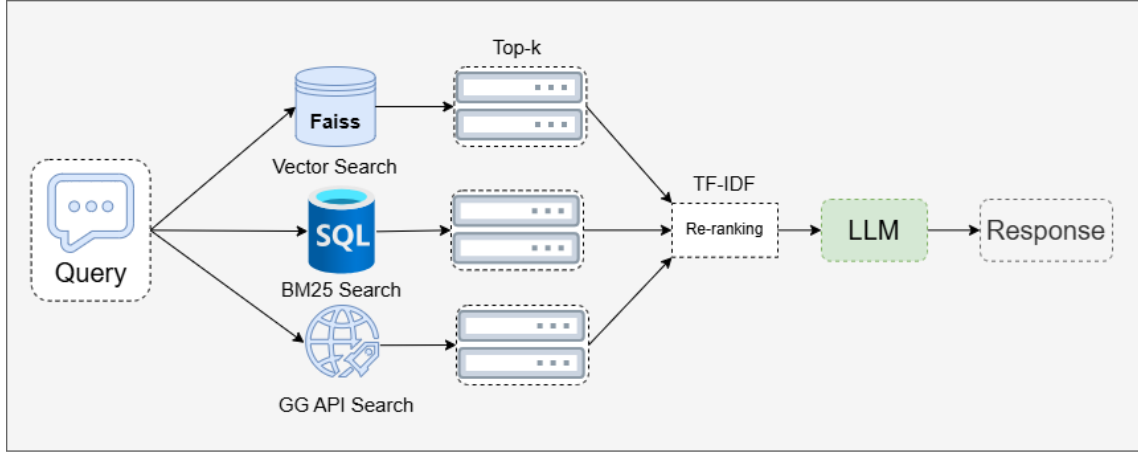 Top-k
Faiss
Vector Search
TF-IDF
Query
SQL
Re-ranking
LLM
Response
BM25 Search
GG API Search